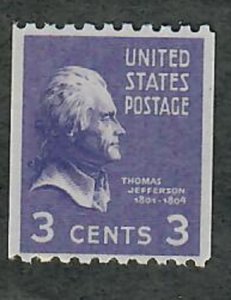 UNITED
STATES
POSTAGE
THOMAS
JEFFERSON
1801-1809
3 CENTS 3